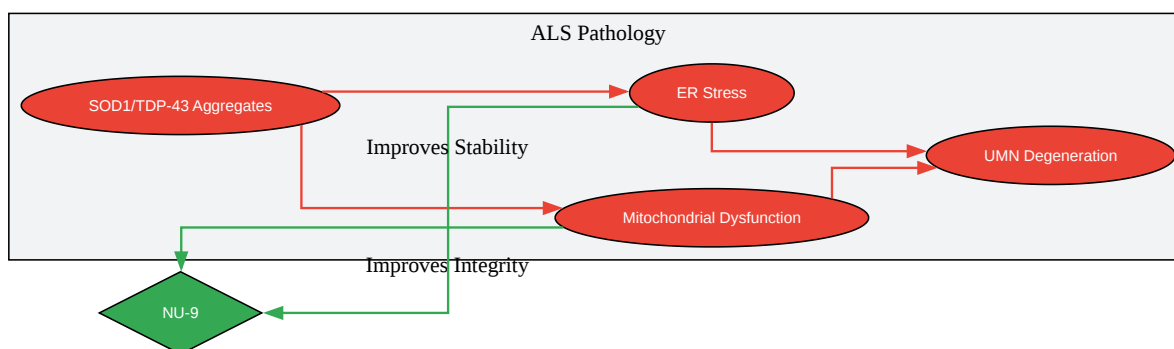 ALS Pathology
SOD1/TDP-43 Aggregates
ER Stress
Improves Stability
UMN Degeneration
Mitochondrial Dysfunction
Improves Integrity
NU-9